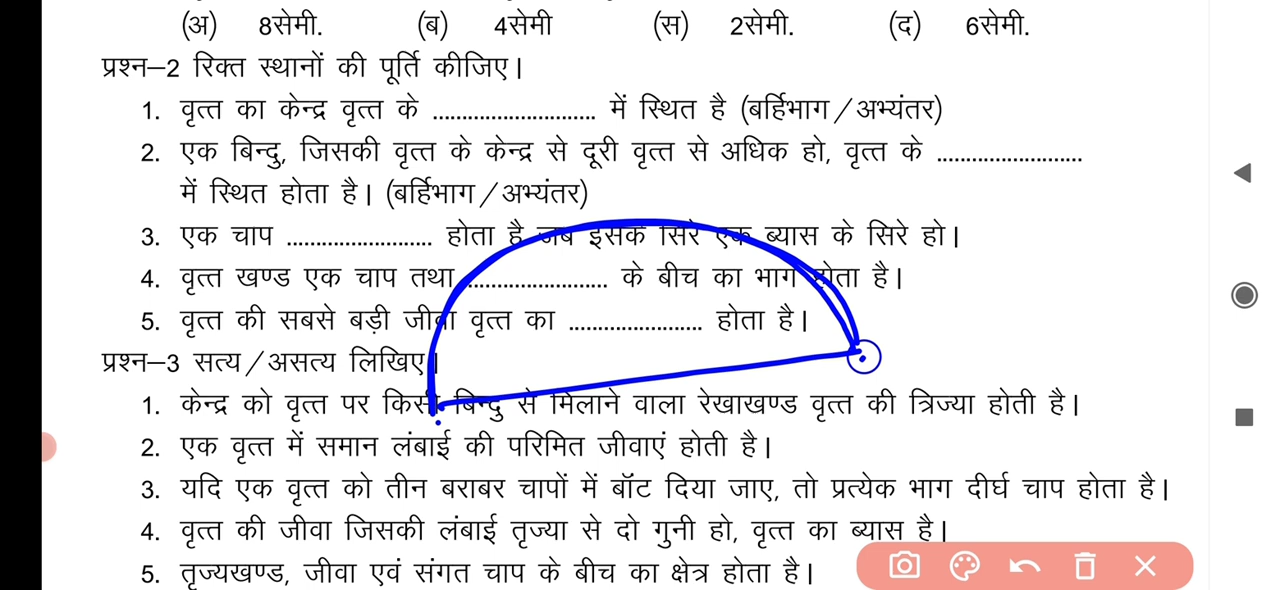 (अ) 8सेमी. (ब) 4सेमी (स) 2सेमी. (द) 6सेमी.
प्रश्न–2 रिक्त स्थानों की पूर्ति कीजिए।
1. वृत्त का केन्द्र वृत्त के ............................ में स्थित है (बर्हिभाग/अभ्यंतर)
2. एक बिन्दु, जिसकी वृत्त के केन्द्र से दूरी वृत्त से अधिक हो, वृत्त के .........................
में स्थित होता है। (बर्हिभाग/अभ्यंतर)
3. एक चाप ......................... होता है जब इसके सिरे एक व्यास के सिरे हो।
4. वृत्त खण्ड एक चाप तथा ........................ के बीच का भाग होता है।
5. वृत्त की सबसे बड़ी जीवा वृत्त का ....................... होता है।
प्रश्न–3 सत्य/असत्य लिखिए।
1. केन्द्र को वृत्त पर किसी बिन्दु से मिलाने वाला रेखाखण्ड वृत्त की त्रिज्या होती है।
2. एक वृत्त में समान लंबाई की परिमित जीवाएं होती है।
3. यदि एक वृत्त को तीन बराबर चापों में बॉट दिया जाए, तो प्रत्येक भाग दीर्घ चाप होता है।
4. वृत्त की जीवा जिसकी लंबाई तृज्या से दो गुनी हो, वृत्त का ब्यास है।
5. तृज्यखण्ड, जीवा एवं संगत चाप के बीच का क्षेत्र होता है।